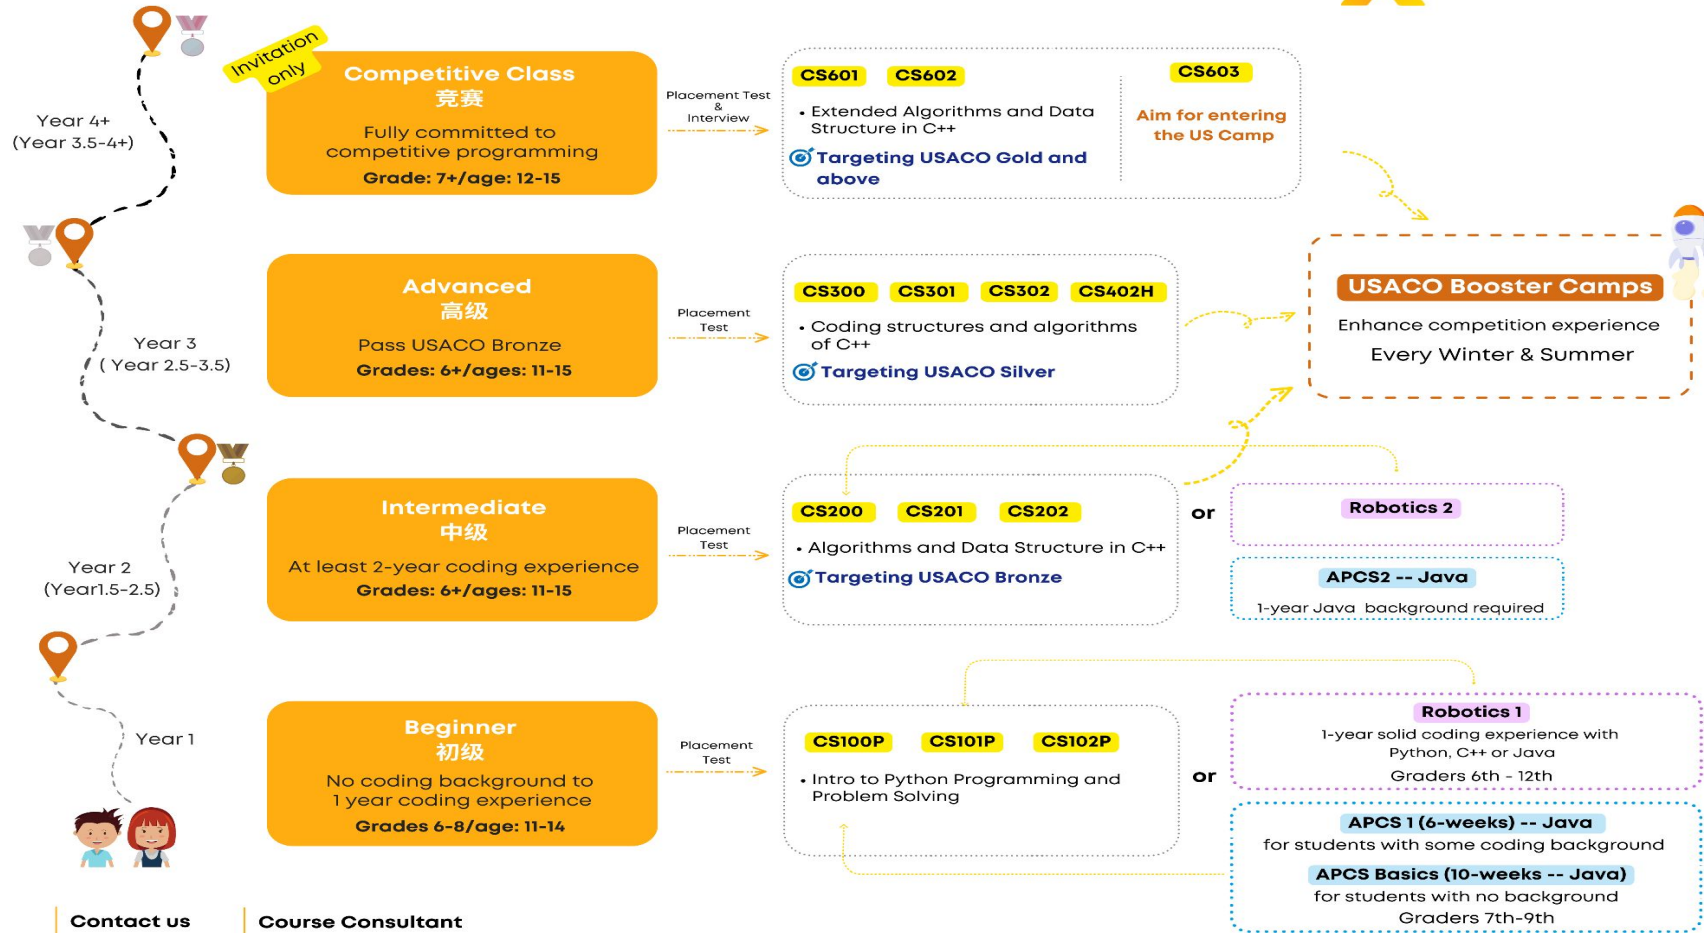 Invitation
only
Competitive Class
竞赛
Fully committed to
competitive programming
Grade: 7+/age: 12-15
Placement Test
&
Interview
CS601
CS602
• Extended Algorithms and Data
Structure in C++
Targeting USACO Gold and
above
CS603
Aim for entering
the US Camp
Year 4+
(Year 3.5-4+)
Advanced
高级
Pass USACO Bronze
Grades: 6+/ages: 11-15
Placement
Test
CS300
CS301
CS302
CS402H
• Coding structures and algorithms
of C++
Targeting USACO Silver
USACO Booster Camps
Enhance competition experience
Every Winter & Summer
Year 3
( Year 2.5-3.5)
Intermediate
中级
At least 2-year coding experience
Grades: 6+/ages: 11-15
Placement
Test
CS200
CS201
CS202
• Algorithms and Data Structure in C++
Targeting USACO Bronze
or
Robotics 2
APCS2 -- Java
1-year Java background required
Year 2
(Year1.5-2.5)
Year 1
Beginner
初级
No coding background to
1 year coding experience
Grades 6-8/age: 11-14
Placement
Test
CS100P
CS101P
CS102P
• Intro to Python Programming and
Problem Solving
or
Robotics 1
1-year solid coding experience with
Python, C++ or Java
Graders 6th - 12th
APCS 1 (6-weeks) -- Java
for students with some coding background
APCS Basics (10-weeks -- Java)
for students with no background
Graders 7th-9th
Contact us
Course Consultant